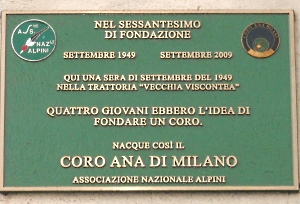 NEL SESSANTESIMO
DI FONDAZIONE
SETTEMBRE 1949 SETTEMBRE 2009
QUI UNA SERA DI SETTEMBRE DEL 1949
NELLA TRATTORIA "VECCHIA VISCONTEA"
QUATTRO GIOVANI EBBERO L'IDEA DI
FONDARE UN CORO.
NACQUE COSÌ IL
CORO ANA DI MILANO
ASSOCIAZIONE NAZIONALE ALPINI
ALPINI